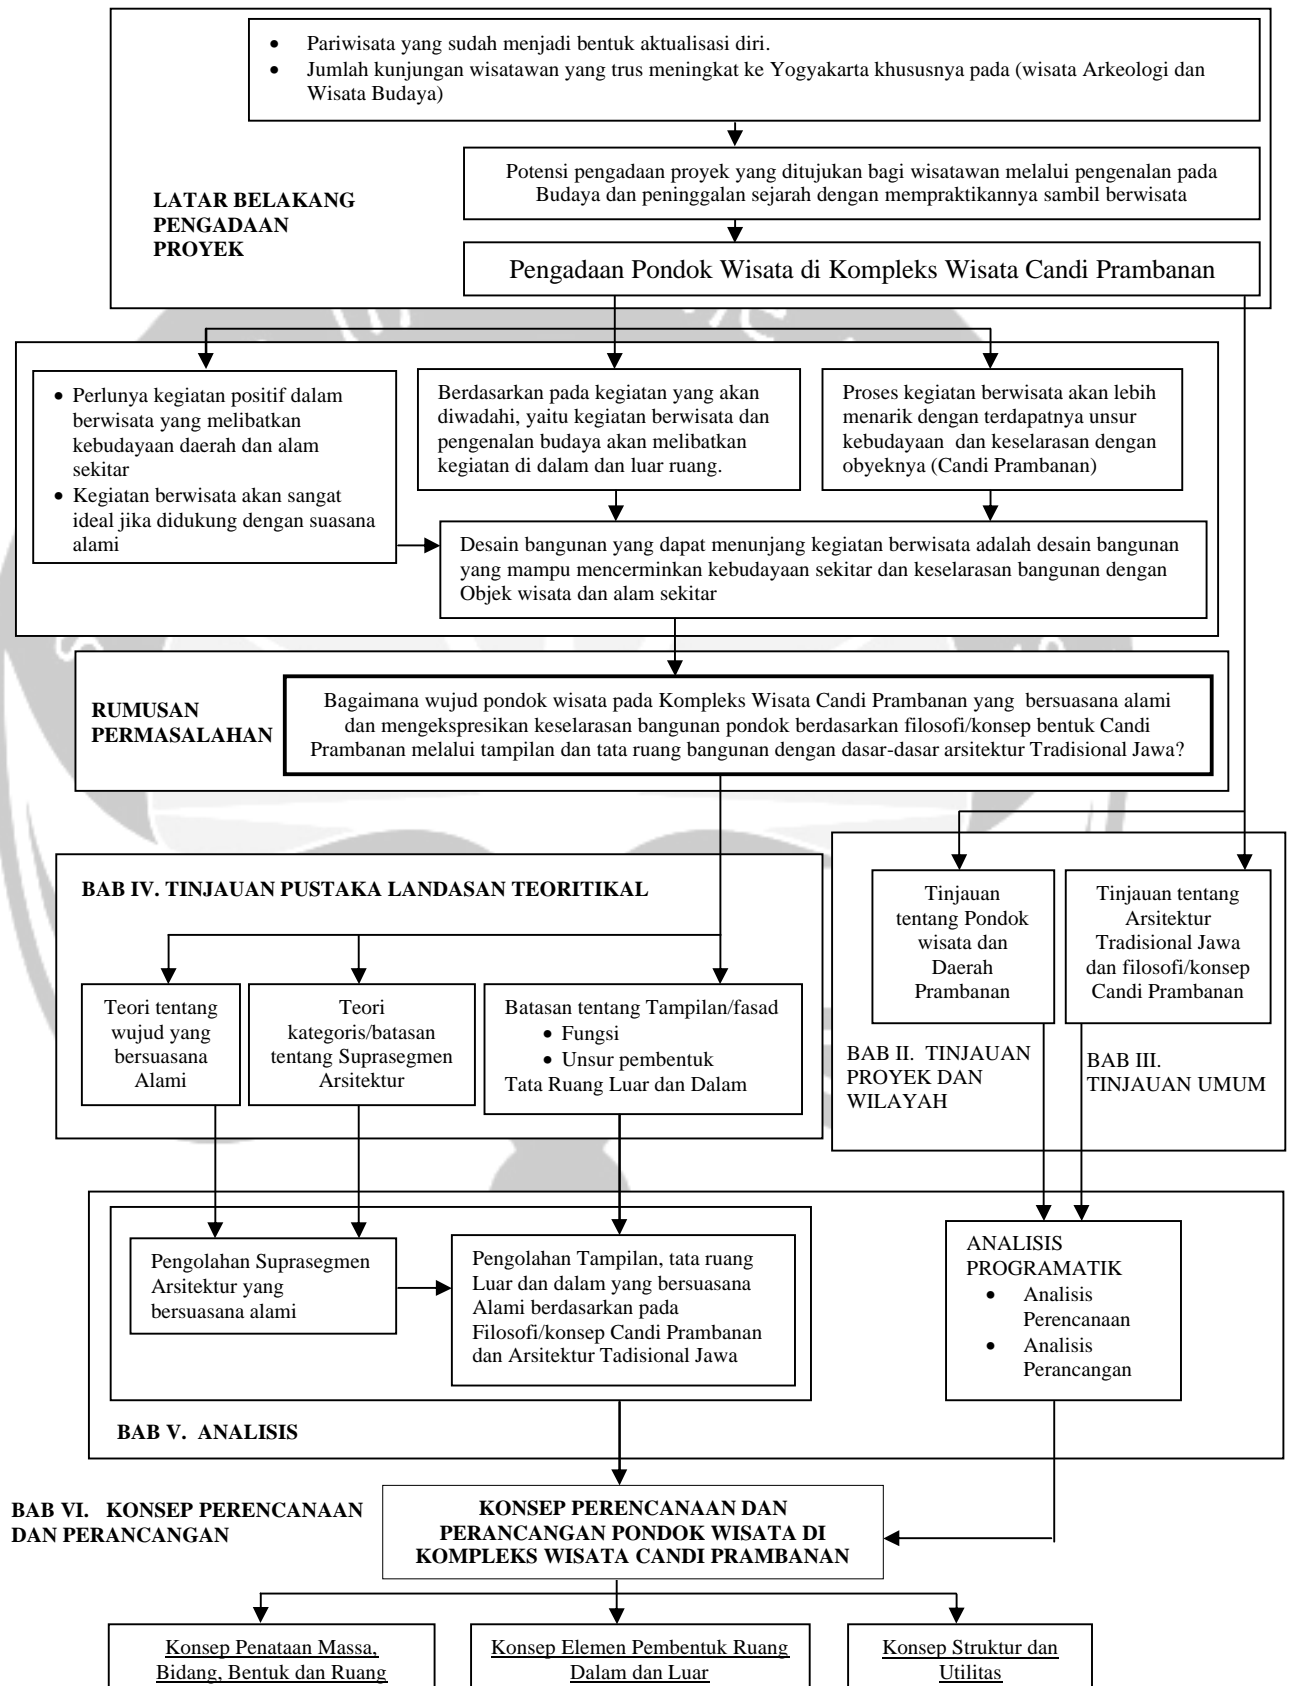 • Pariwisata yang sudah menjadi bentuk aktualisasi diri.
• Jumlah kunjungan wisatawan yang trus meningkat ke Yogyakarta khususnya pada (wisata Arkeologi dan
Wisata Budaya)
Potensi pengadaan proyek yang ditujukan bagi wisatawan melalui pengenalan pada
Budaya dan peninggalan sejarah dengan mempraktikannya sambil berwisata
LATAR BELAKANG
PENGADAAN
PROYEK
Pengadaan Pondok Wisata di Kompleks Wisata Candi Prambanan
• Perlunya kegiatan positif dalam
berwisata yang melibatkan
kebudayaan daerah dan alam
sekitar
• Kegiatan berwisata akan sangat
ideal jika didukung dengan suasana
alami
Berdasarkan pada kegiatan yang akan
diwadahi, yaitu kegiatan berwisata dan
pengenalan budaya akan melibatkan
kegiatan di dalam dan luar ruang.
Proses kegiatan berwisata akan lebih
menarik dengan terdapatnya unsur
kebudayaan dan keselarasan dengan
obyeknya (Candi Prambanan)
Desain bangunan yang dapat menunjang kegiatan berwisata adalah desain bangunan
yang mampu mencerminkan kebudayaan sekitar dan keselarasan bangunan dengan
Objek wisata dan alam sekitar
RUMUSAN
PERMASALAHAN
Bagaimana wujud pondok wisata pada Kompleks Wisata Candi Prambanan yang bersuasana alami
dan mengekspresikan keselarasan bangunan pondok berdasarkan filosofi/konsep bentuk Candi
Prambanan melalui tampilan dan tata ruang bangunan dengan dasar-dasar arsitektur Tradisional Jawa?
BAB IV. TINJAUAN PUSTAKA LANDASAN TEORITIKAL
Teori tentang
wujud yang
bersuasana
Alami
Teori
kategoris/batasan
tentang Suprasegmen
Arsitektur
Batasan tentang Tampilan/fasad
• Fungsi
• Unsur pembentuk
Tata Ruang Luar dan Dalam
Tinjauan
tentang Pondok
wisata dan
Daerah
Prambanan
Tinjauan tentang
Arsitektur
Tradisional Jawa
dan filosofi/konsep
Candi Prambanan
BAB II. TINJAUAN
PROYEK DAN
WILAYAH
BAB III.
TINJAUAN UMUM
Pengolahan Suprasegmen
Arsitektur yang
bersuasana alami
Pengolahan Tampilan, tata ruang
Luar dan dalam yang bersuasana
Alami berdasarkan pada
Filosofi/konsep Candi Prambanan
dan Arsitektur Tadisional Jawa
ANALISIS
PROGRAMATIK
• Analisis
Perencanaan
• Analisis
Perancangan
BAB V. ANALISIS
BAB VI. KONSEP PERENCANAAN
DAN PERANCANGAN
KONSEP PERENCANAAN DAN
PERANCANGAN PONDOK WISATA DI
KOMPLEKS WISATA CANDI PRAMBANAN
Konsep Penataan Massa,
Bidang, Bentuk dan Ruang
Konsep Elemen Pembentuk Ruang
Dalam dan Luar
Konsep Struktur dan
Utilitas